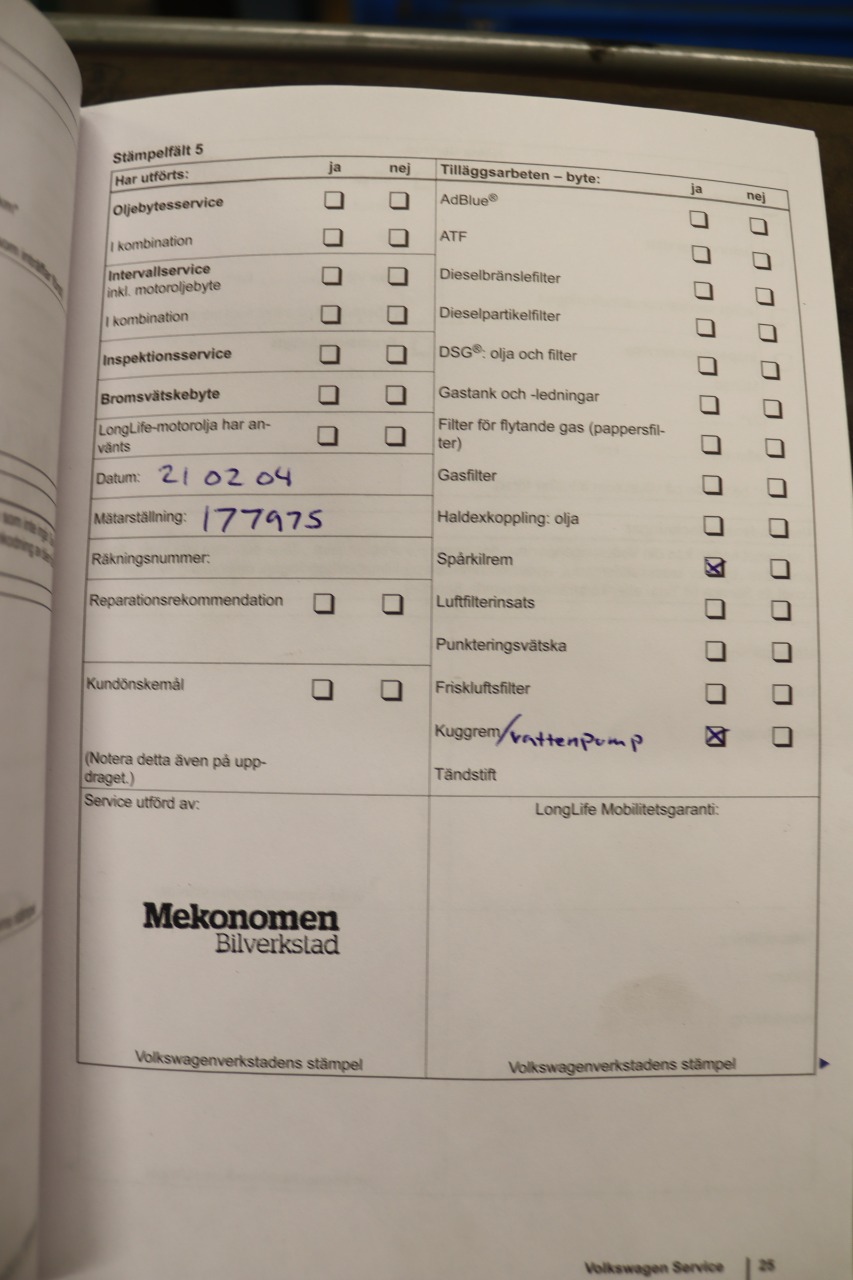 Stämpelfält 5
Har utförts: ja nej
Oljebytesservice
I kombination
Intervallservice
inkl. motoroljebyte
I kombination
Inspektionsservice
Bromsvätskebyte
LongLife-motorolja har an-
vänts
Datum: 21 02 04
Mätarställning: 177975
Räkningsnummer:
Reparationsrekommendation
Kundönskemål
(Notera detta även på upp-
draget.)
Tilläggsarbeten – byte: ja nej
AdBlue®
ATF
Dieselbränslefilter
Dieselpartikelfilter
DSG®: olja och filter
Gastank och -ledningar
Filter för flytande gas (pappersfil-
ter)
Gasfilter
Haldexkoppling: olja
Spårkilrem
Luftfilterinsats
Punkteringsvätska
Friskluftsfilter
Kuggrem/vattenpump
Tändstift
Service utförd av:
Mekonomen
Bilverkstad
Volkswagenverkstadens stämpel
LongLife Mobilitetsgaranti:
Volkswagenverkstadens stämpel
Volkswagen Service 25